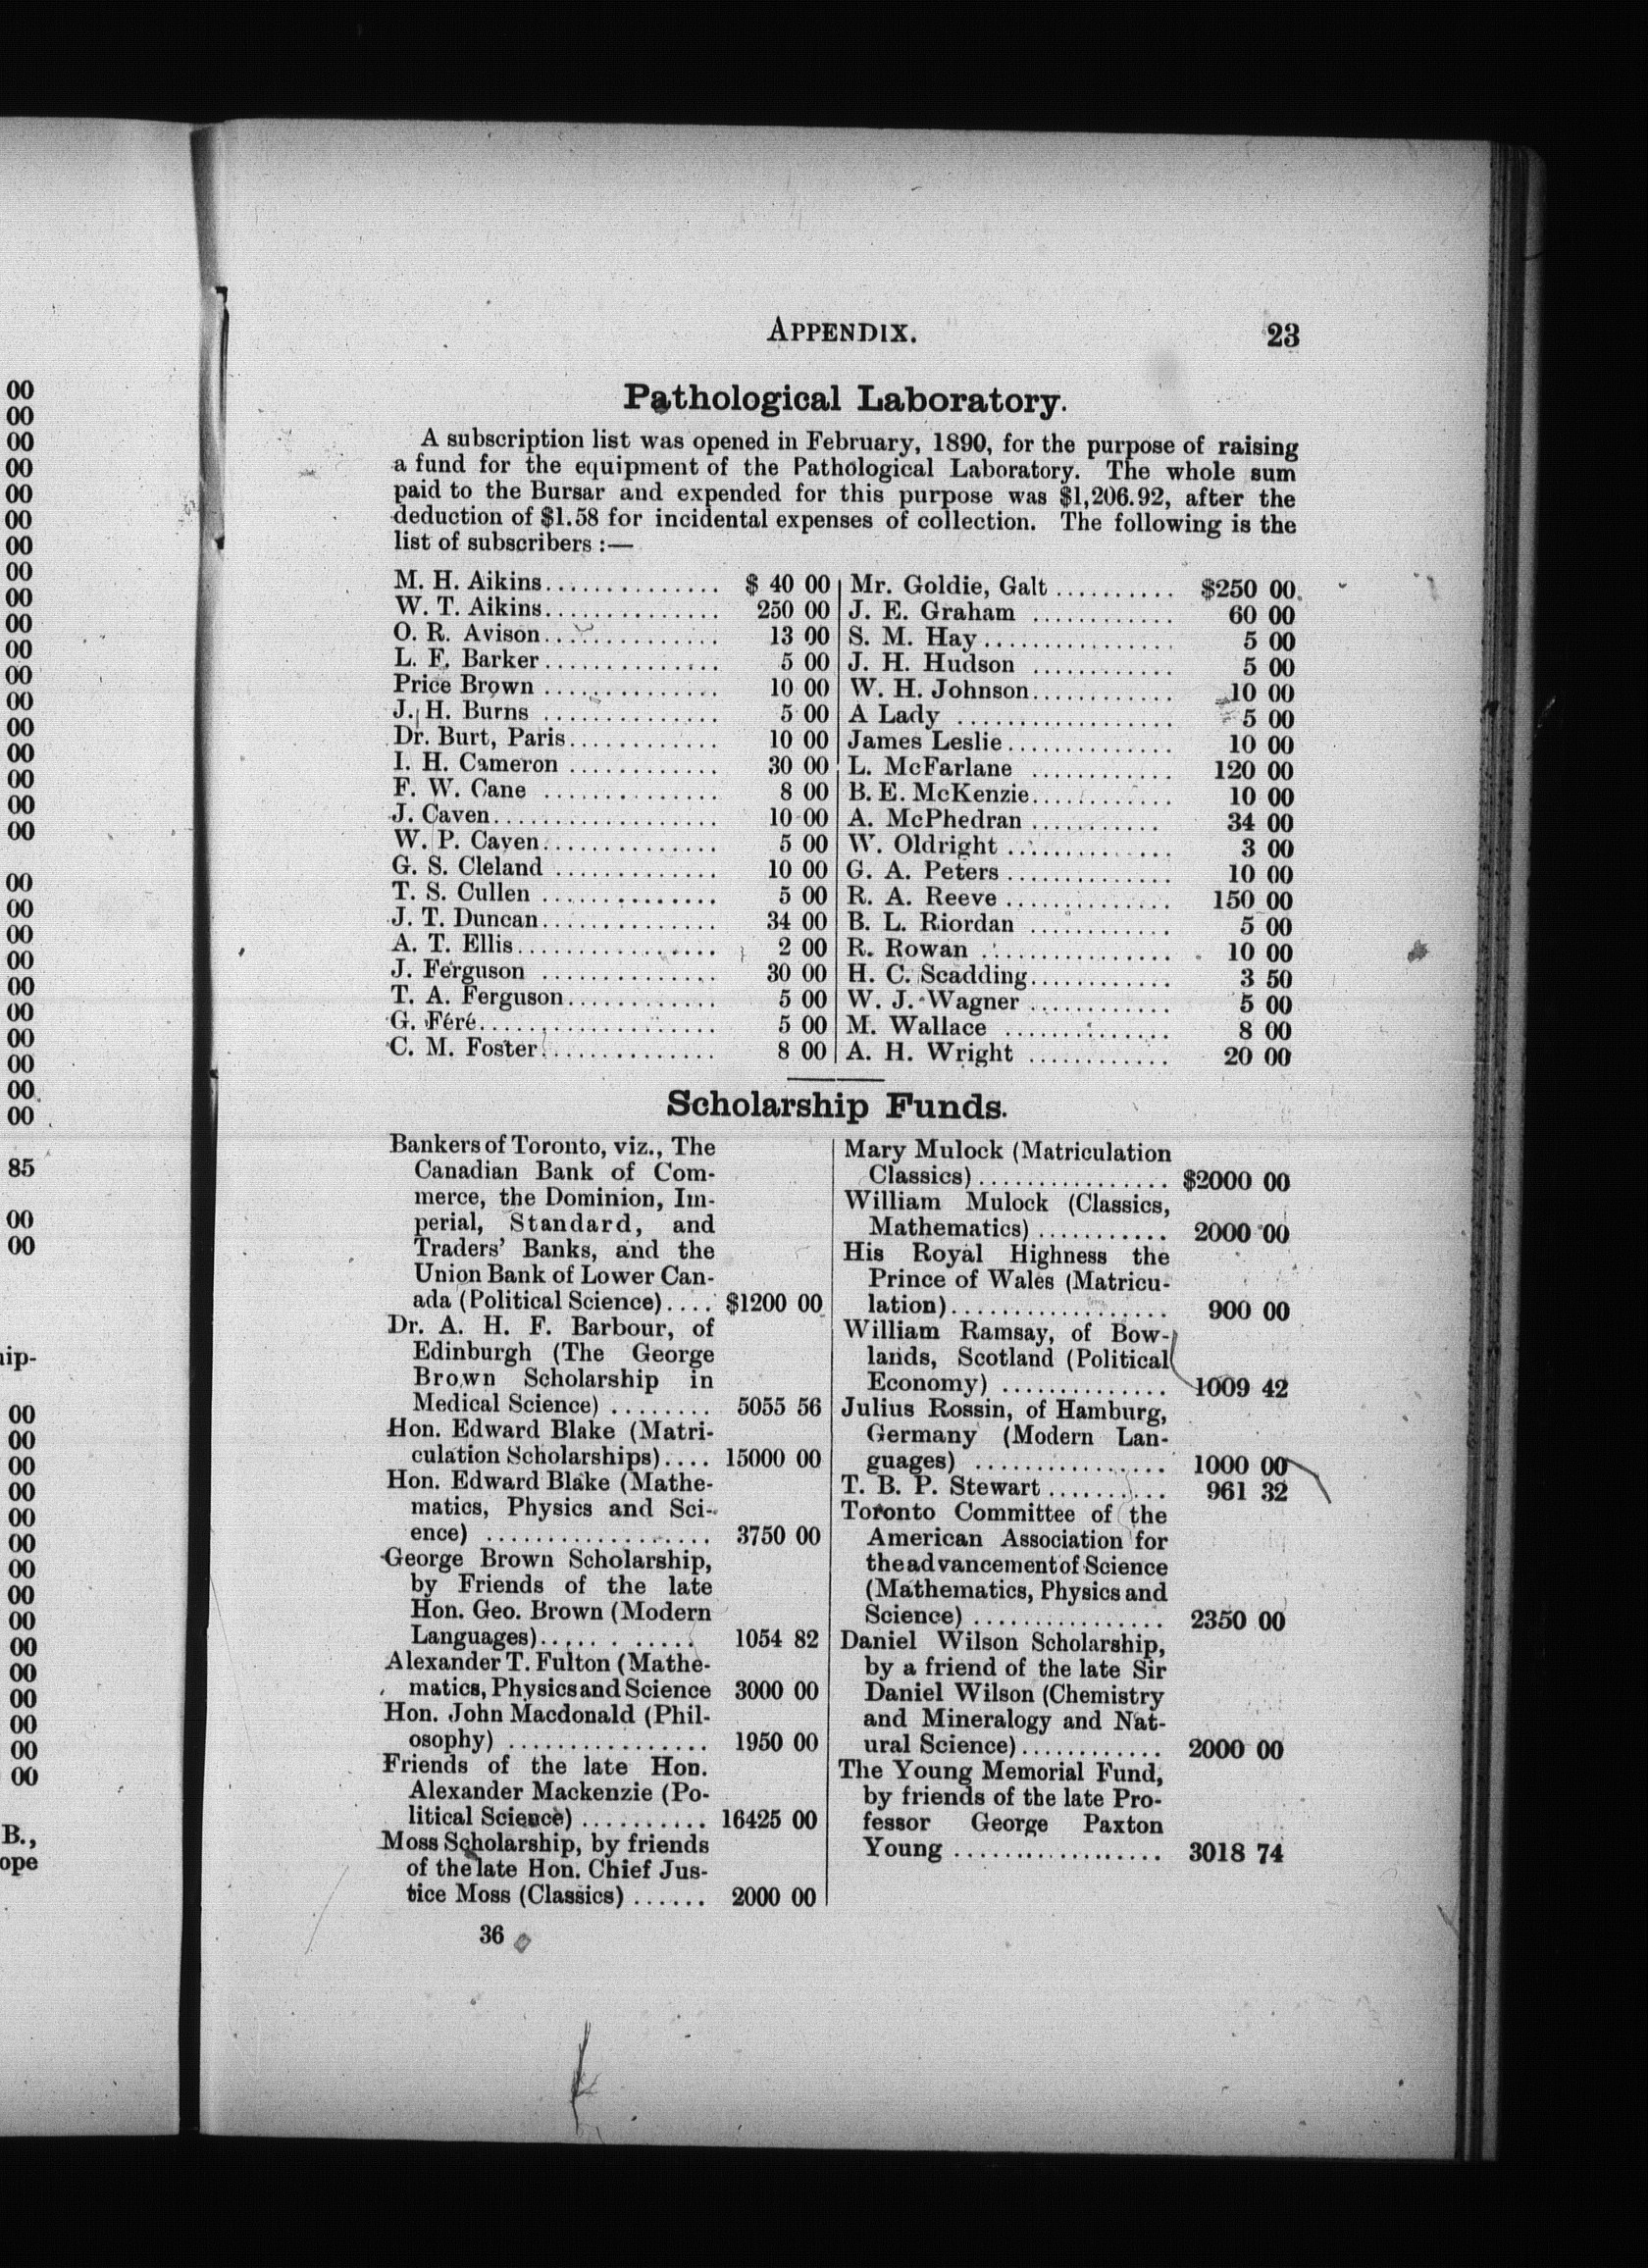 APPENDIX. 23
Pathological Laboratory.
A subscription list was opened in February, 1890, for the purpose of raising
a fund for the equipment of the Pathological Laboratory. The whole sum
paid to the Bursar and expended for this purpose was $1,206.92, after the
deduction of $1.58 for incidental expenses of collection. The following is the
list of subscribers :—
M. H. Aikins.............. $ 40 00
W. T. Aikins.............. 250 00
O. R. Avison.............. 13 00
L. F. Barker.............. 5 00
Price Brown .............. 10 00
J. H. Burns .............. 5 00
Dr. Burt, Paris............ 10 00
I. H. Cameron ............ 30 00
F. W. Cane .............. 8 00
J. Caven.................. 10 00
W. P. Caven.............. 5 00
G. S. Cleland ............. 10 00
T. S. Cullen .............. 5 00
J. T. Duncan.............. 34 00
A. T. Ellis................ 2 00
J. Ferguson .............. 30 00
T. A. Ferguson............ 5 00
G. Féré................... 5 00
C. M. Foster.............. 8 00
Mr. Goldie, Galt .......... $250 00
J. E. Graham ............ 60 00
S. M. Hay................ 5 00
J. H. Hudson ............ 5 00
W. H. Johnson............ 10 00
A Lady .................. 5 00
James Leslie.............. 10 00
L. McFarlane ............ 120 00
B. E. McKenzie............ 10 00
A. McPhedran ........... 34 00
W. Oldright .............. 3 00
G. A. Peters.............. 10 00
R. A. Reeve .............. 150 00
B. L. Riordan ............ 5 00
R. Rowan ................ 10 00
H. C. Scadding............ 3 50
W. J. Wagner ............ 5 00
M. Wallace .............. 8 00
A. H. Wright ............ 20 00
Scholarship Funds.
Bankers of Toronto, viz., The
Canadian Bank of Com-
merce, the Dominion, Im-
perial, Standard, and
Traders' Banks, and the
Union Bank of Lower Can-
ada (Political Science).... $1200 00
Dr. A. H. F. Barbour, of
Edinburgh (The George
Brown Scholarship in
Medical Science) ........ 5055 56
Hon. Edward Blake (Matri-
culation Scholarships).... 15000 00
Hon. Edward Blake (Mathe-
matics, Physics and Sci-
ence) .................. 3750 00
George Brown Scholarship,
by Friends of the late
Hon. Geo. Brown (Modern
Languages)..... . ..... 1054 82
Alexander T. Fulton (Mathe-
matics, Physics and Science 3000 00
Hon. John Macdonald (Phil-
osophy) ................ 1950 00
Friends of the late Hon.
Alexander Mackenzie (Po-
litical Science) .......... 16425 00
Moss Scholarship, by friends
of the late Hon. Chief Jus-
tice Moss (Classics) ...... 2000 00
Mary Mulock (Matriculation
Classics)................ $2000 00
William Mulock (Classics,
Mathematics) ........... 2000 00
His Royal Highness the
Prince of Wales (Matricu-
lation).................. 900 00
William Ramsay, of Bow-
lands, Scotland (Political
Economy) .............. 1009 42
Julius Rossin, of Hamburg,
Germany (Modern Lan-
guages) ................ 1000 00
T. B. P. Stewart .......... 961 32
Toronto Committee of the
American Association for
the advancement of Science
(Mathematics, Physics and
Science) ................ 2350 00
Daniel Wilson Scholarship,
by a friend of the late Sir
Daniel Wilson (Chemistry
and Mineralogy and Nat-
ural Science)............ 2000 00
The Young Memorial Fund,
by friends of the late Pro-
fessor George Paxton
Young .................. 3018 74
36